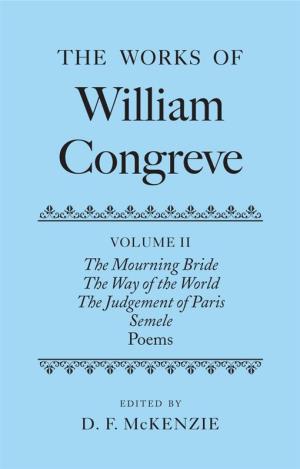 THE WORKS OF
William
Congreve
VOLUME II
The Mourning Bride
The Way of the World
The Judgement of Paris
Semele
Poems
EDITED BY
D. F. McKENZIE